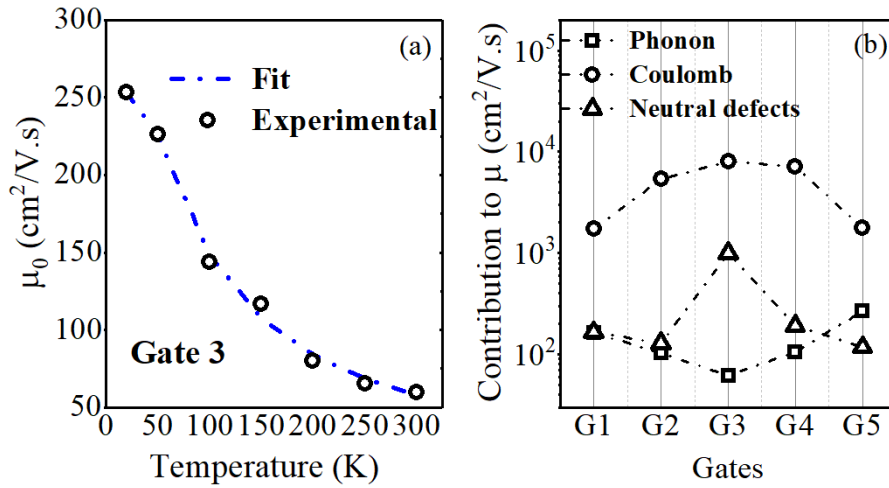 300
250
200
150
100
50
μ₀ (cm²/V.s)
(a)
Fit
Experimental
Gate 3
0 50 100 150 200 250 300
Temperature (K)
10⁵
10⁴
10³
10²
Contribution to μ (cm²/V.s)
(b)
Phonon
Coulomb
Neutral defects
G1 G2 G3 G4 G5
Gates